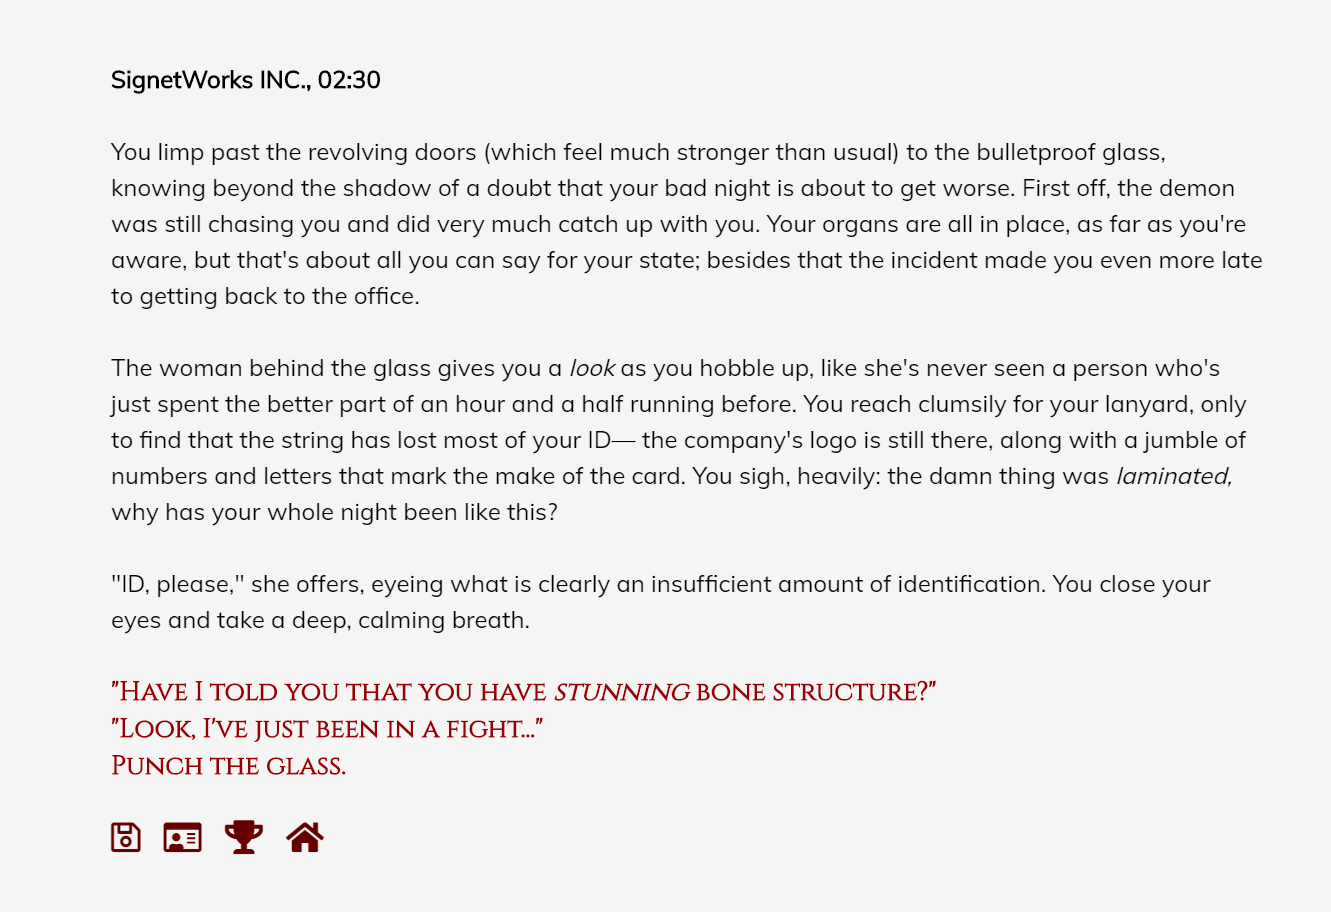 SignetWorks INC., 02:30
You limp past the revolving doors (which feel much stronger than usual) to the bulletproof glass,
knowing beyond the shadow of a doubt that your bad night is about to get worse. First off, the demon
was still chasing you and did very much catch up with you. Your organs are all in place, as far as you're
aware, but that's about all you can say for your state; besides that the incident made you even more late
to getting back to the office.
The woman behind the glass gives you a look as you hobble up, like she's never seen a person who's
just spent the better part of an hour and a half running before. You reach clumsily for your lanyard, only
to find that the string has lost most of your ID— the company's logo is still there, along with a jumble of
numbers and letters that mark the make of the card. You sigh, heavily: the damn thing was laminated,
why has your whole night been like this?
"ID, please," she offers, eyeing what is clearly an insufficient amount of identification. You close your
eyes and take a deep, calming breath.
"Have I told you that you have stunning bone structure?"
"Look, I've just been in a fight..."
Punch the glass.